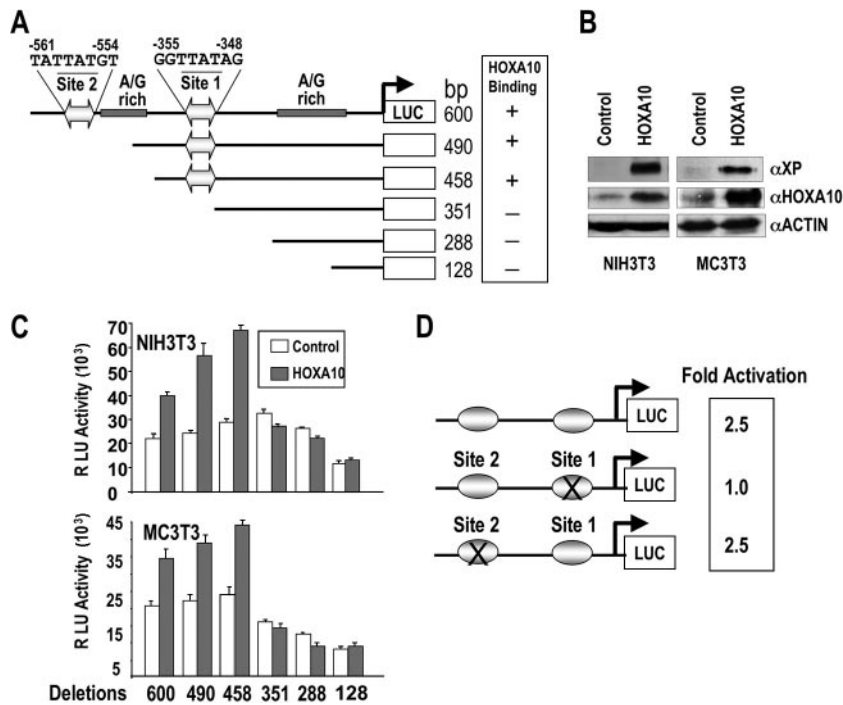 A
-561 -554
TATTATGT
Site 2
-355 -348
GGTTATAG
Site 1
A/G
rich
A/G
rich
LUC
bp
600
490
458
351
288
128
HOXA10
Binding
+
+
+
−
−
−
B
Control
HOXA10
Control
HOXA10
αXP
αHOXA10
αACTIN
NIH3T3 MC3T3
C
R LU Activity (10³)
70
60
50
40
30
20
10
0
NIH3T3
Control
HOXA10
R LU Activity (10³)
45
35
25
15
5
MC3T3
Deletions 600 490 458 351 288 128
D
Fold Activation
LUC
2.5
Site 2 Site 1
X
LUC
1.0
Site 2 Site 1
X
LUC
2.5